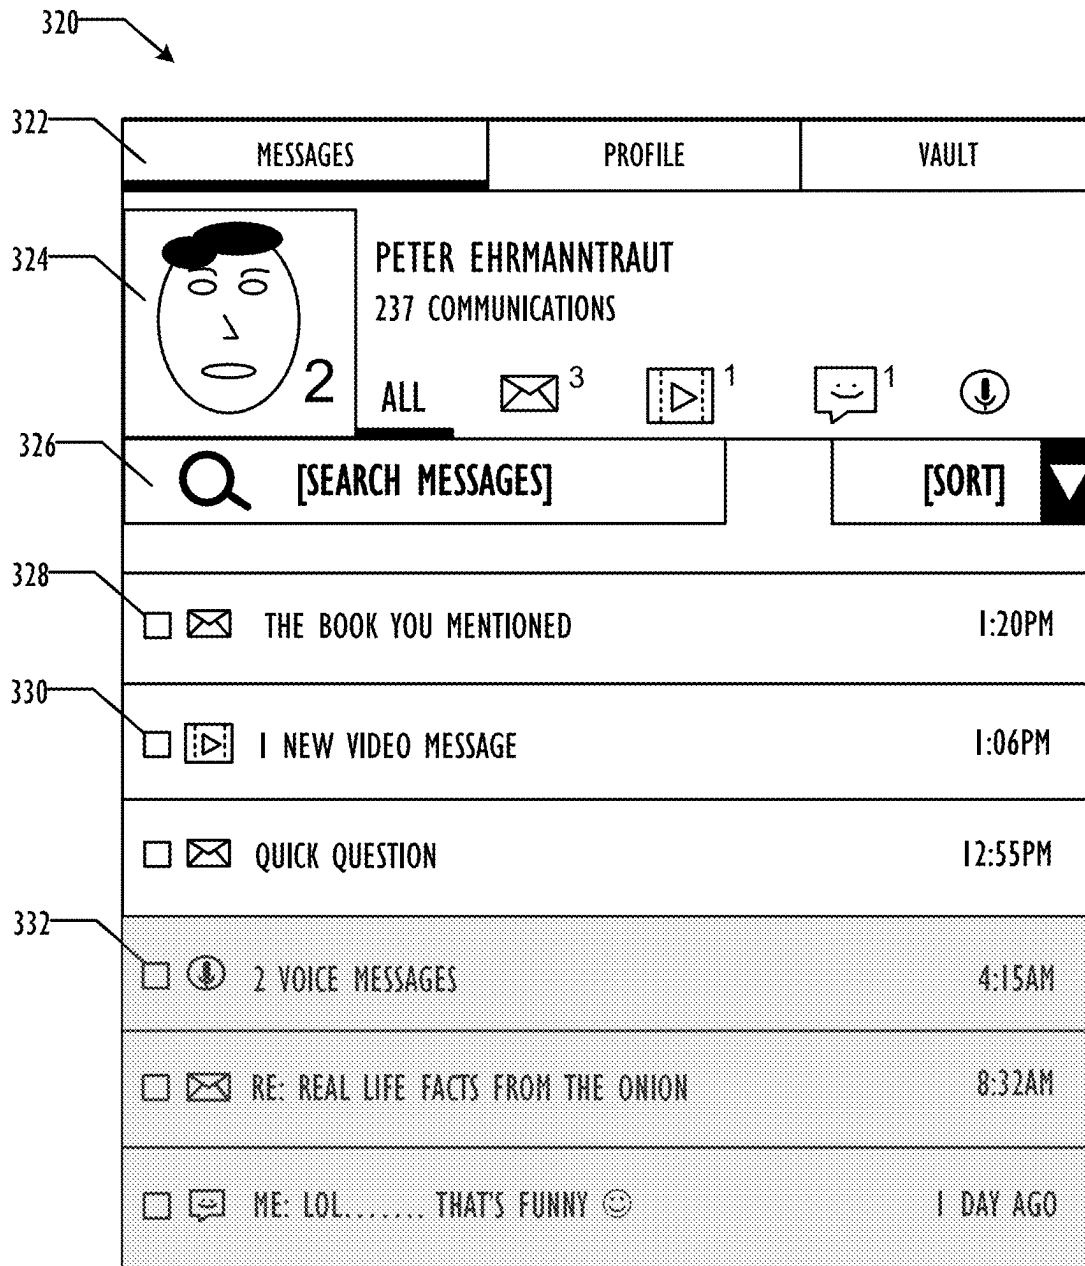 320
322
MESSAGES PROFILE VAULT
324
PETER EHRMANNTRAUT
237 COMMUNICATIONS
2
ALL 3 1 1
326
[SEARCH MESSAGES] [SORT]
328
THE BOOK YOU MENTIONED 1:20PM
330
1 NEW VIDEO MESSAGE 1:06PM
QUICK QUESTION 12:55PM
332
2 VOICE MESSAGES 4:15AM
RE: REAL LIFE FACTS FROM THE ONION 8:32AM
ME: LOL....... THAT'S FUNNY ☺ 1 DAY AGO